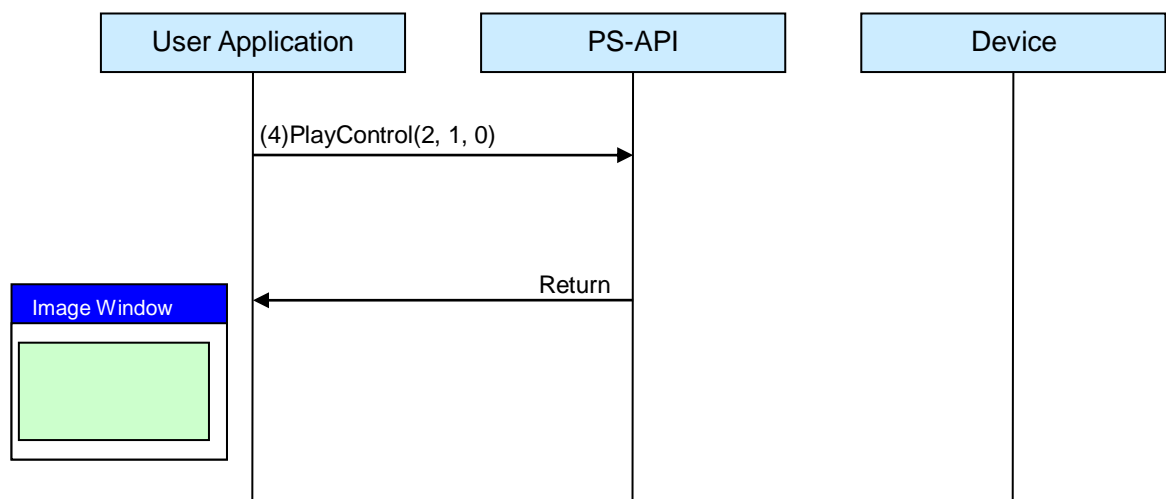 User Application
PS-API
Device
(4)PlayControl(2, 1, 0)
Return
Image Window